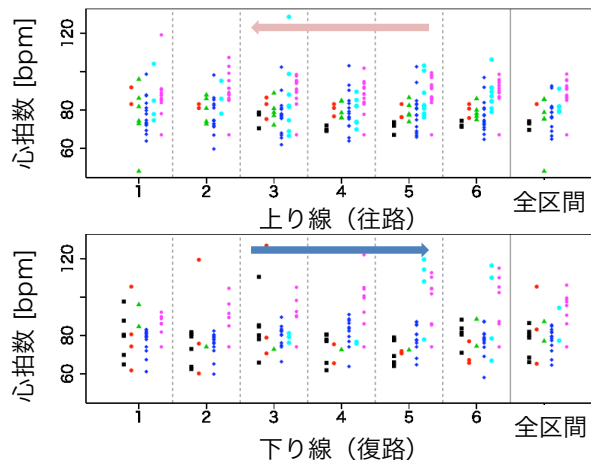 心拍数 [bpm]
120
80
60
1 2 3 4 5 6 全区間
上り線（往路）
心拍数 [bpm]
120
80
60
1 2 3 4 5 6 全区間
下り線（復路）